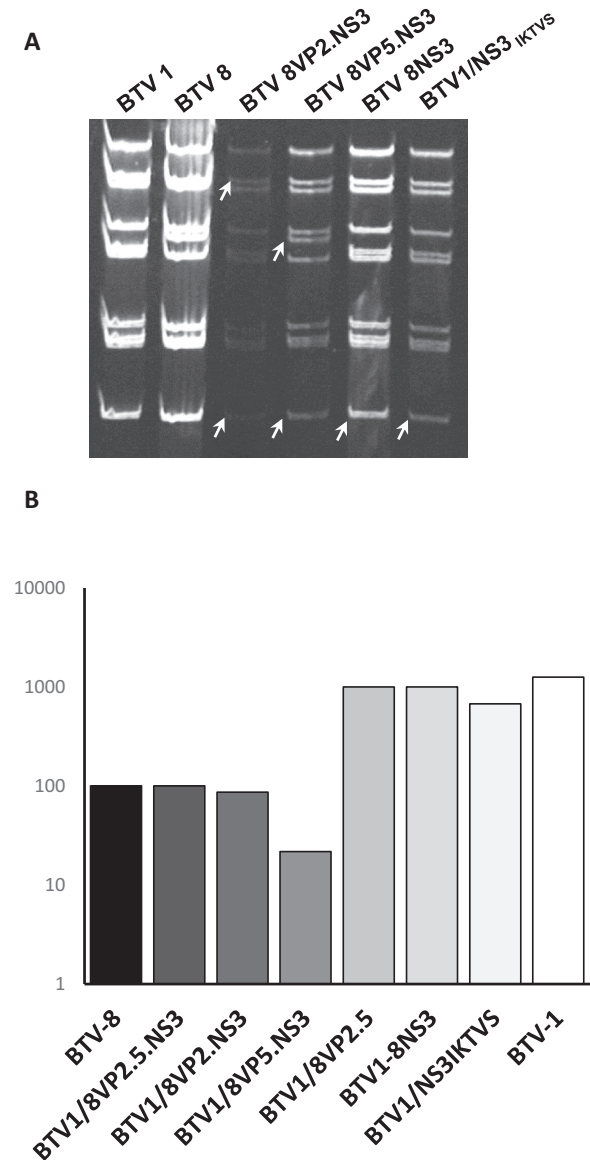 A
BTV 1
BTV 8
BTV 8VP2.NS3
BTV 8VP5.NS3
BTV 8NS3
BTV1/NS3 IKTVS
B
10000
1000
100
10
1
BTV-8
BTV1/8VP2.5.NS3
BTV1/8VP2.NS3
BTV1/8VP5.NS3
BTV1/8VP2.5
BTV1-8NS3
BTV1/NS3IKTVS
BTV-1